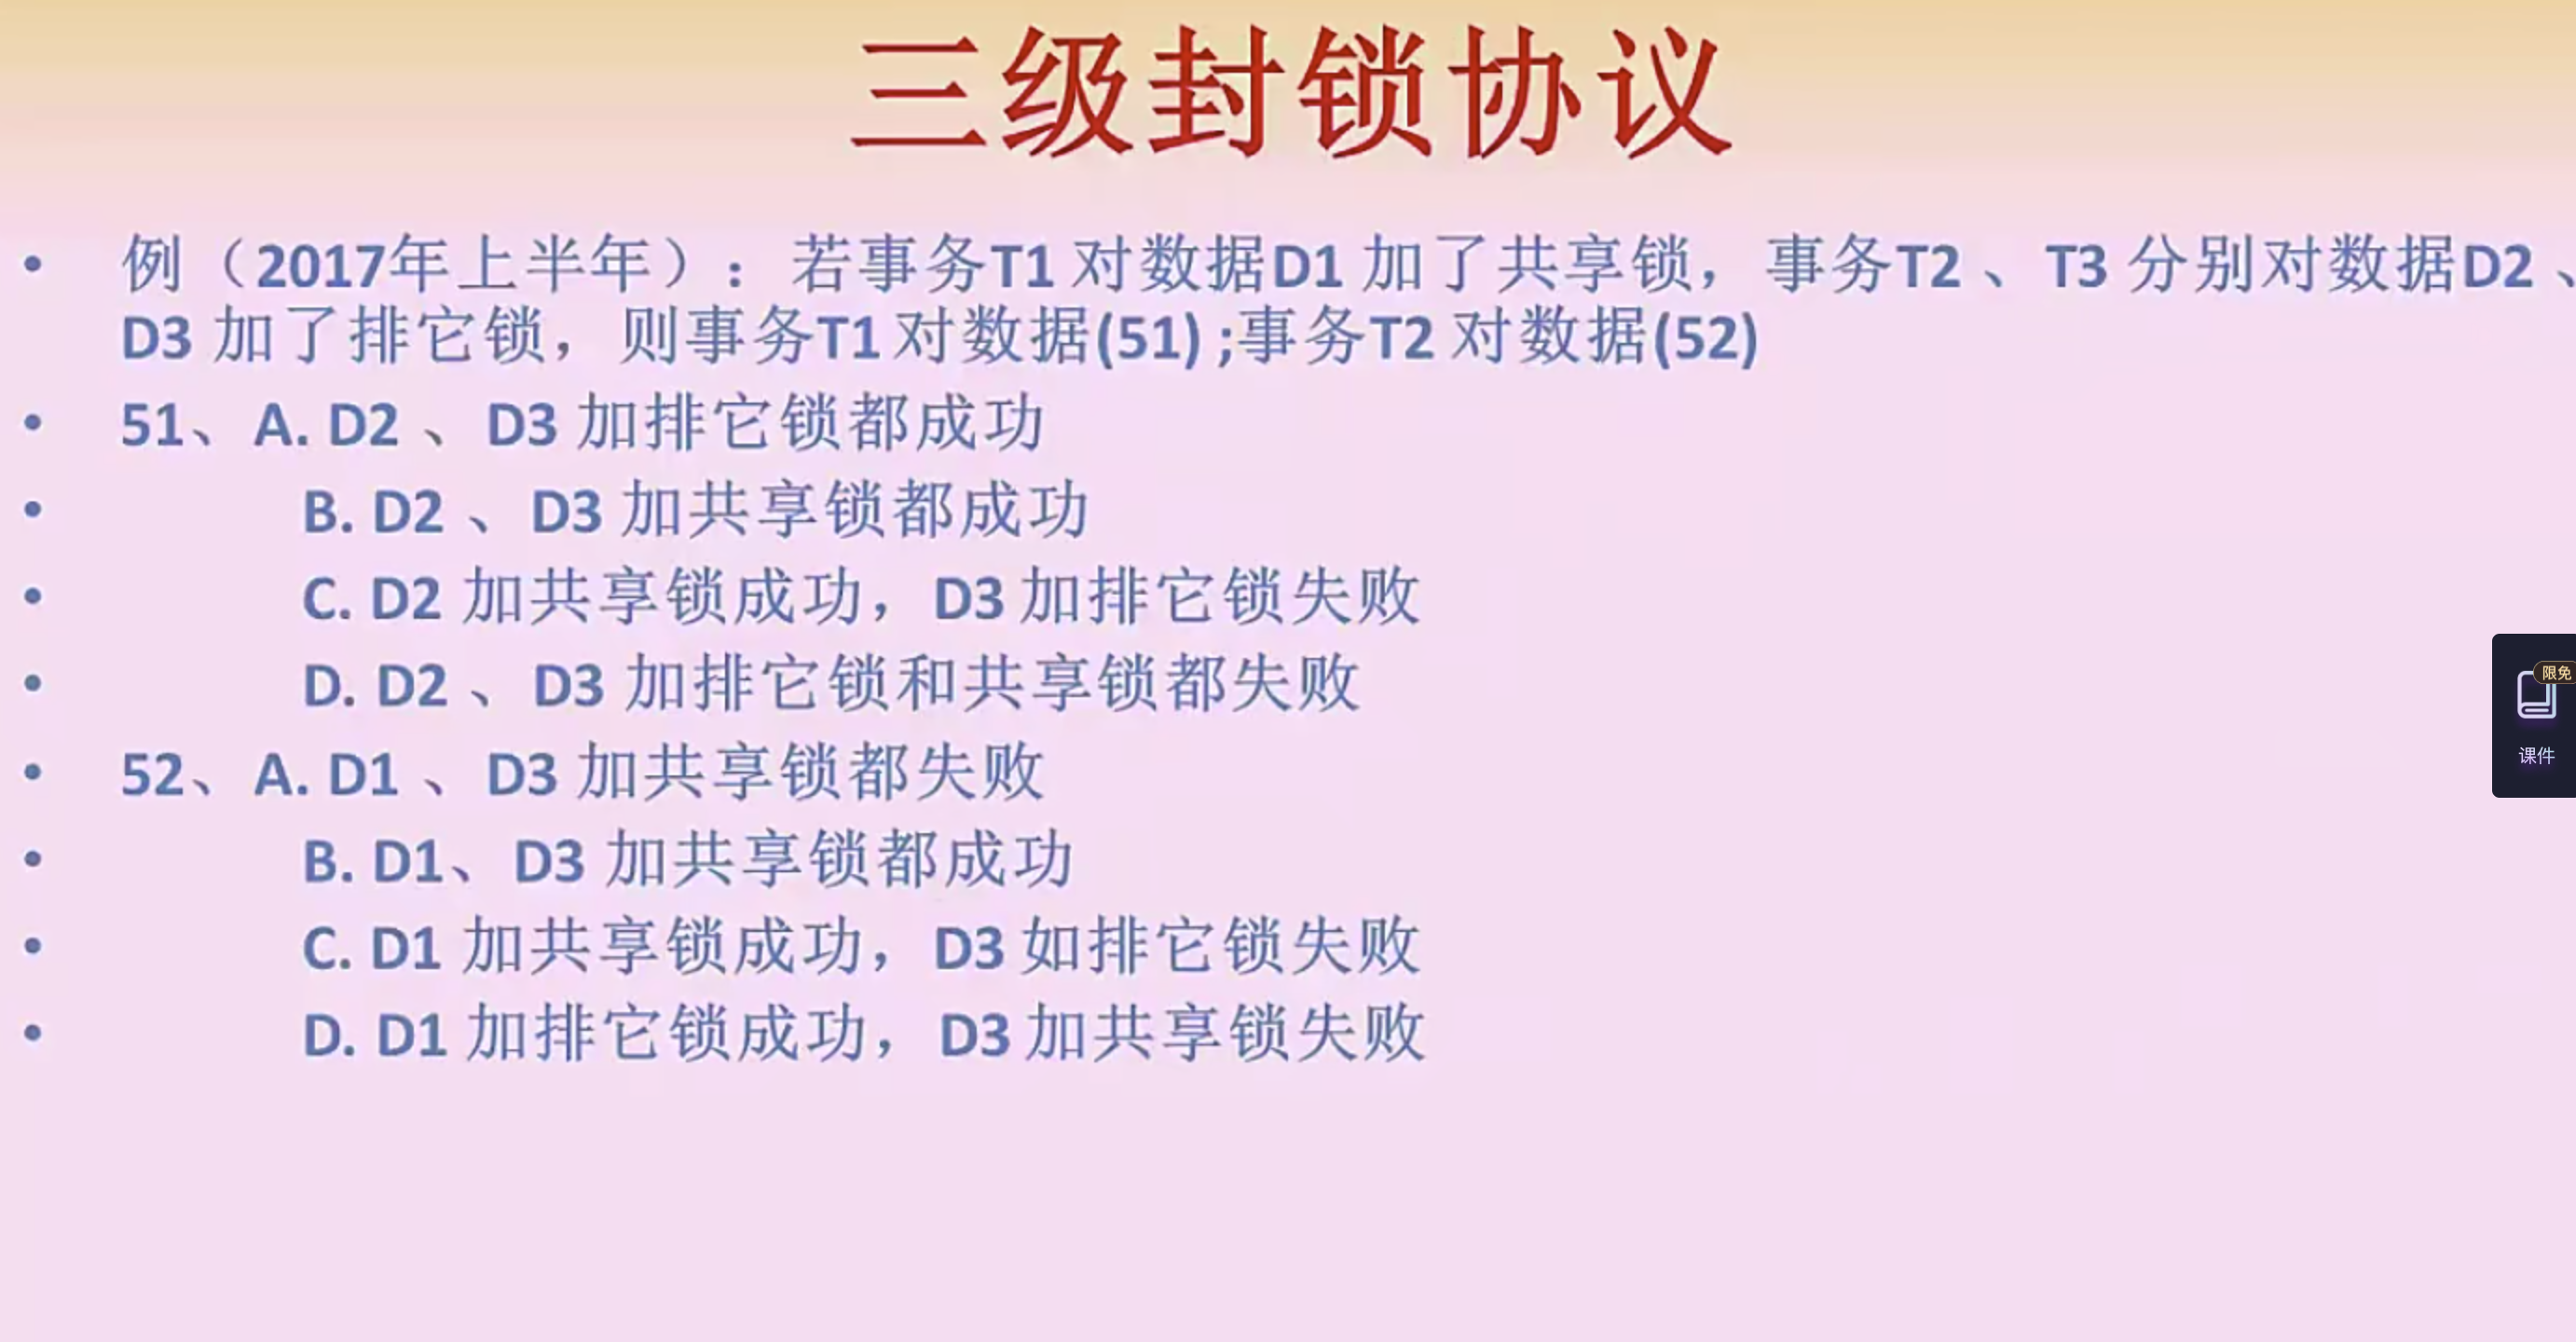 三级封锁协议
• 例（2017年上半年）：若事务T1 对数据D1 加了共享锁，事务T2 、T3 分别对数据D2 、
D3 加了排它锁，则事务T1 对数据(51) ;事务T2 对数据(52)
• 51、A. D2 、D3 加排它锁都成功
• B. D2 、D3 加共享锁都成功
• C. D2 加共享锁成功，D3 加排它锁失败
• D. D2 、D3 加排它锁和共享锁都失败
• 52、A. D1 、D3 加共享锁都失败
• B. D1、D3 加共享锁都成功
• C. D1 加共享锁成功，D3 如排它锁失败
• D. D1 加排它锁成功，D3 加共享锁失败
限免
课件